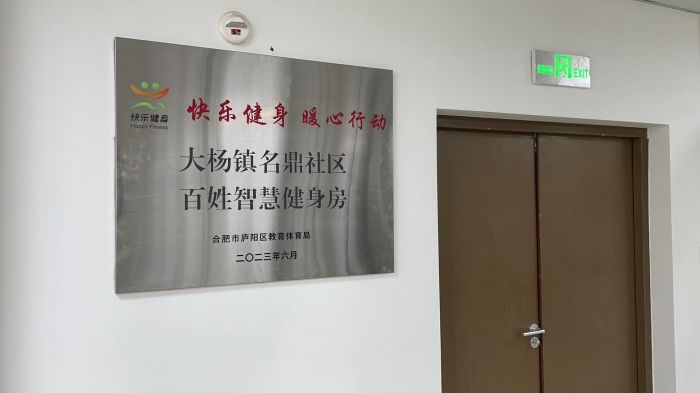 快乐健身
Happy Fitness
快乐健身 暖心行动
大杨镇名鼎社区
百姓智慧健身房
合肥市庐阳区教育体育局
二〇二三年六月
EXIT